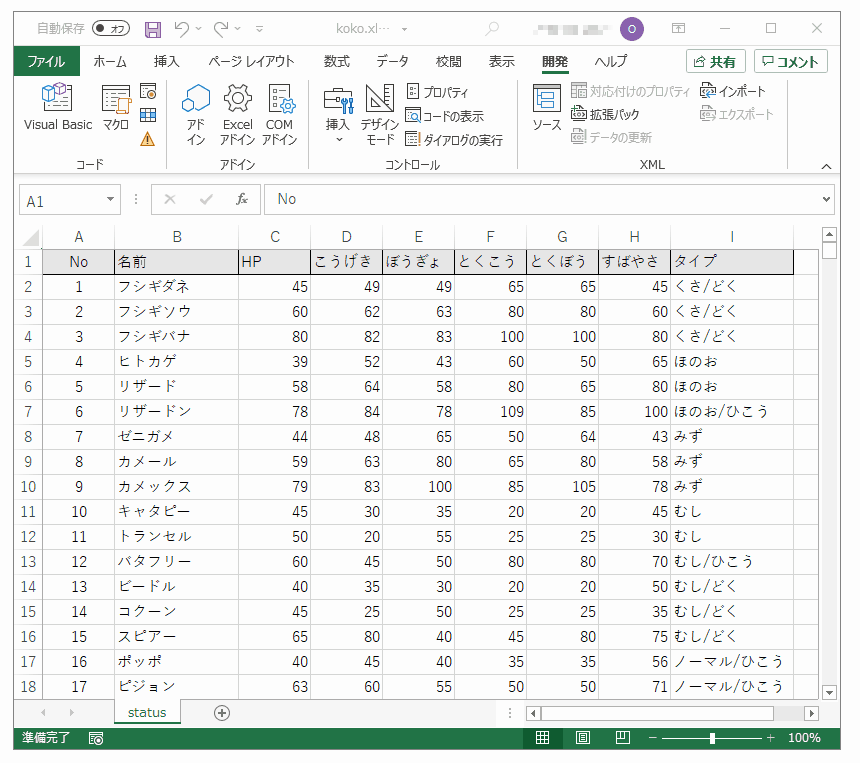 自動保存 オフ koko.xl… O
ファイル ホーム 挿入 ページ レイアウト 数式 データ 校閲 表示 開発 ヘルプ 共有 コメント
Visual Basic マクロ アドイン Excel アドイン COM アドイン 挿入 デザイン モード プロパティ コードの表示 ダイアログの実行 ソース 対応付けのプロパティ 拡張パック データの更新 インポート エクスポート
コード アドイン コントロール XML
A1 fx No
A B C D E F G H I
1 No 名前 HP こうげき ぼうぎょ とくこう とくぼう すばやさ タイプ
2 1 フシギダネ 45 49 49 65 65 45 くさ/どく
3 2 フシギソウ 60 62 63 80 80 60 くさ/どく
4 3 フシギバナ 80 82 83 100 100 80 くさ/どく
5 4 ヒトカゲ 39 52 43 60 50 65 ほのお
6 5 リザード 58 64 58 80 65 80 ほのお
7 6 リザードン 78 84 78 109 85 100 ほのお/ひこう
8 7 ゼニガメ 44 48 65 50 64 43 みず
9 8 カメール 59 63 80 65 80 58 みず
10 9 カメックス 79 83 100 85 105 78 みず
11 10 キャタピー 45 30 35 20 20 45 むし
12 11 トランセル 50 20 55 25 25 30 むし
13 12 バタフリー 60 45 50 80 80 70 むし/ひこう
14 13 ビードル 40 35 30 20 20 50 むし/どく
15 14 コクーン 45 25 50 25 25 35 むし/どく
16 15 スピアー 65 80 40 45 80 75 むし/どく
17 16 ポッポ 40 45 40 35 35 56 ノーマル/ひこう
18 17 ピジョン 63 60 55 50 50 71 ノーマル/ひこう
status
準備完了 100%